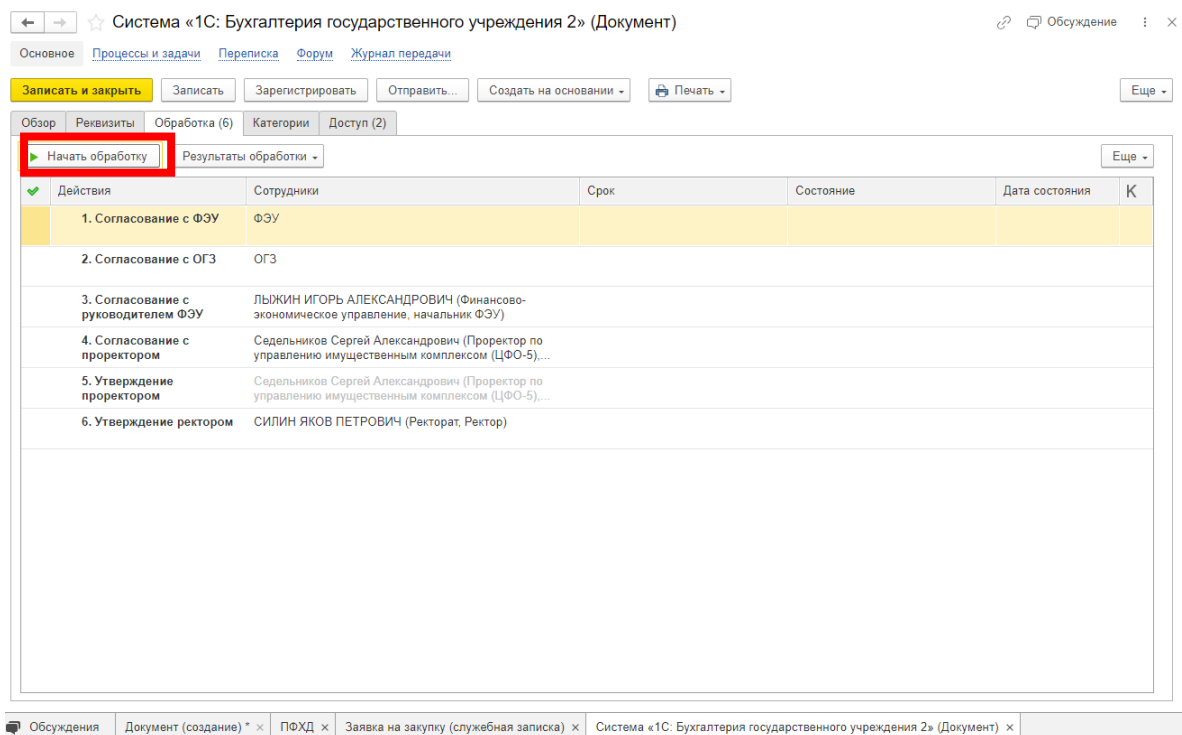 Система «1С: Бухгалтерия государственного учреждения 2» (Документ)
Обсуждение
Основное Процессы и задачи Переписка Форум Журнал передачи
Записать и закрыть Записать Зарегистрировать Отправить... Создать на основании Печать Еще
Обзор Реквизиты Обработка (6) Категории Доступ (2)
Начать обработку Результаты обработки Еще
Действия Сотрудники Срок Состояние Дата состояния К
1. Согласование с ФЭУ ФЭУ
2. Согласование с ОГЗ ОГЗ
3. Согласование с ЛЫЖИН ИГОРЬ АЛЕКСАНДРОВИЧ (Финансово-
руководителем ФЭУ экономическое управление, начальник ФЭУ)
4. Согласование с Седельников Сергей Александрович (Проректор по
проректором управлению имущественным комплексом (ЦФО-5),...
5. Утверждение Седельников Сергей Александрович (Проректор по
проректором управлению имущественным комплексом (ЦФО-5),...
6. Утверждение ректором СИЛИН ЯКОВ ПЕТРОВИЧ (Ректорат, Ректор)
Обсуждения Документ (создание) * × ПФХД × Заявка на закупку (служебная записка) × Система «1С: Бухгалтерия государственного учреждения 2» (Документ) ×